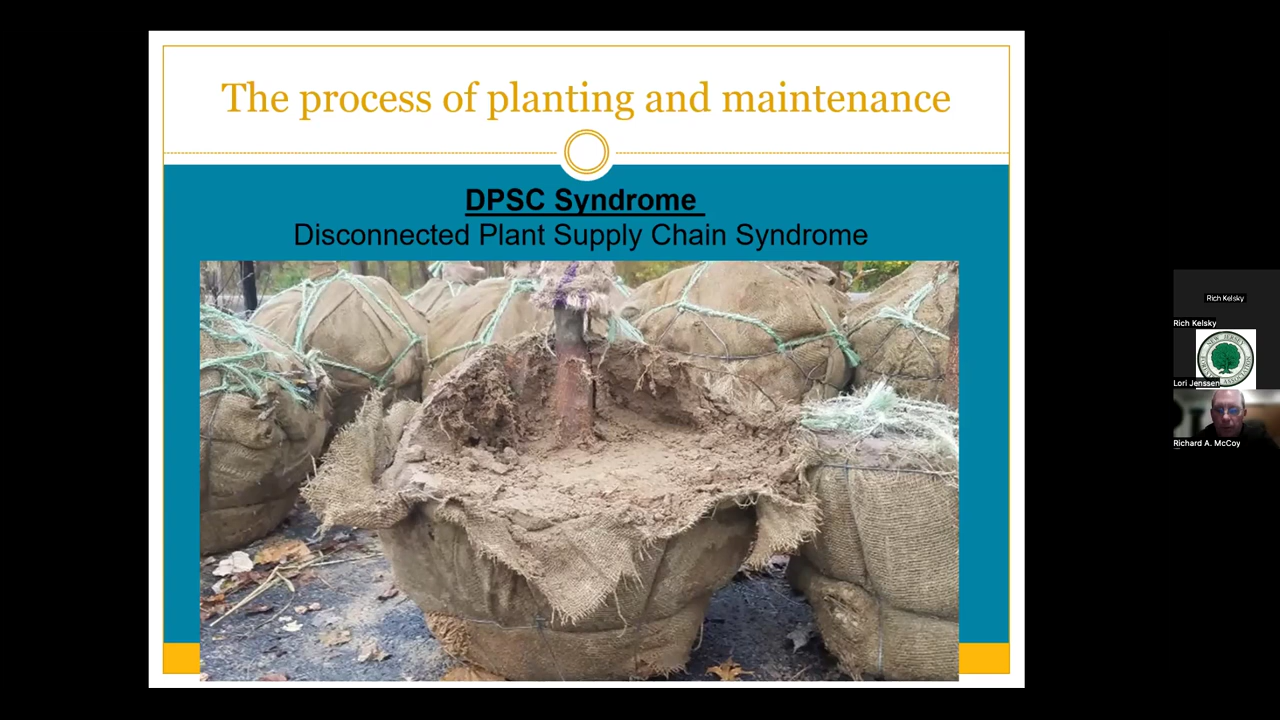 The process of planting and maintenance
DPSC Syndrome
Disconnected Plant Supply Chain Syndrome
Rich Kelsky
Rich Kelsky
Lori Jenssen
Richard A. McCoy